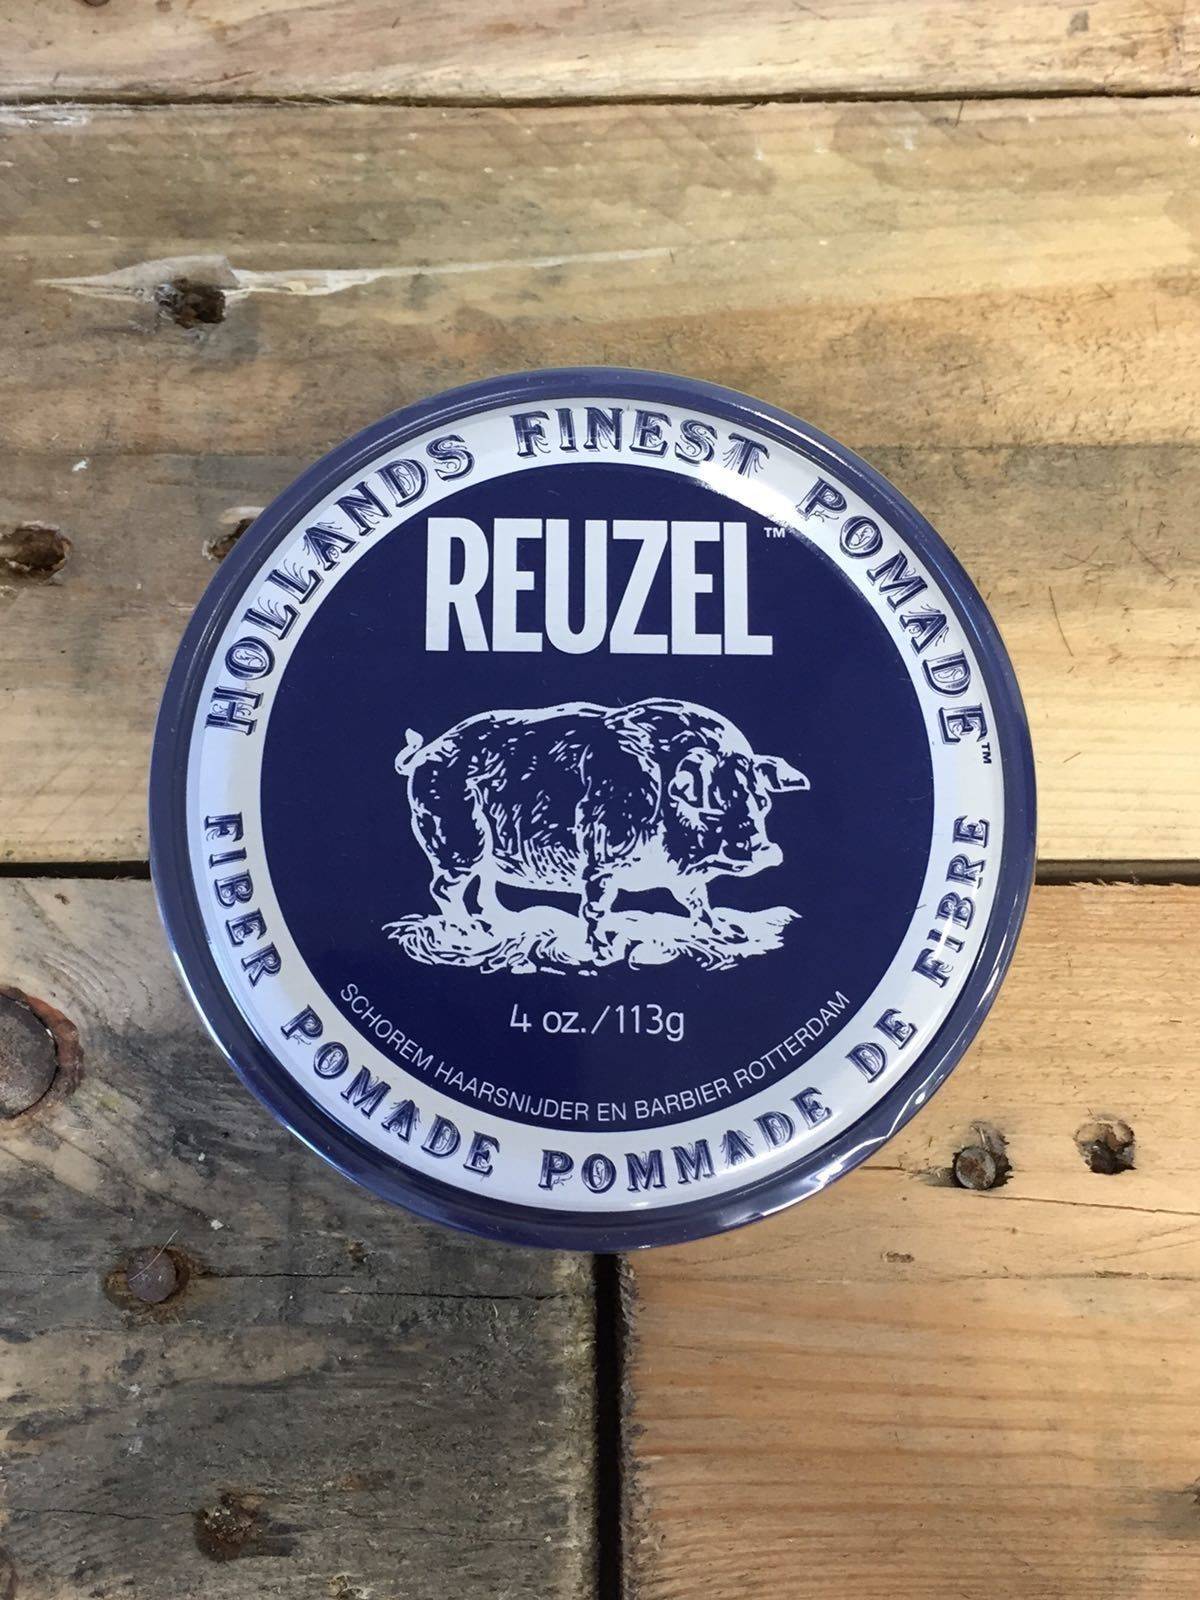 HOLLANDS FINEST POMADE™
REUZEL™
4 oz./113g
SCHOREM HAARSNIJDER EN BARBIER ROTTERDAM
FIBER POMADE POMMADE DE FIBRE